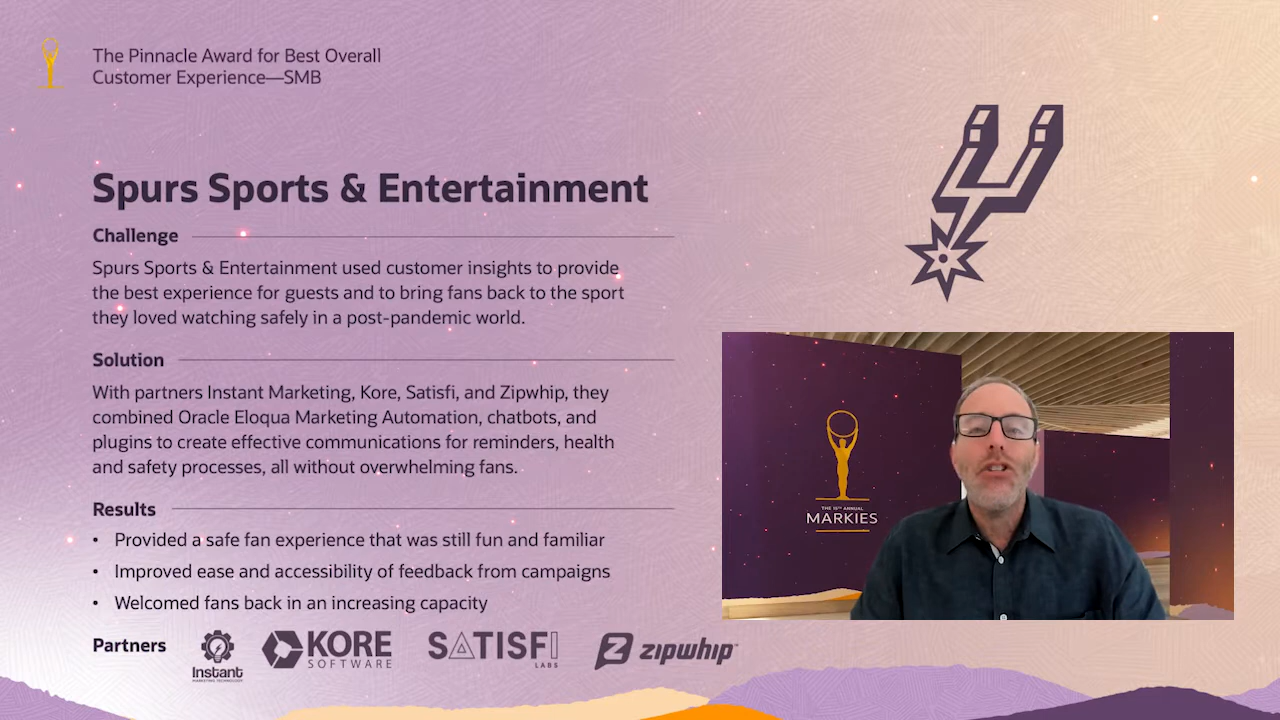 The Pinnacle Award for Best Overall
Customer Experience—SMB
Spurs Sports & Entertainment
Challenge
Spurs Sports & Entertainment used customer insights to provide
the best experience for guests and to bring fans back to the sport
they loved watching safely in a post-pandemic world.
Solution
With partners Instant Marketing, Kore, Satisfi, and Zipwhip, they
combined Oracle Eloqua Marketing Automation, chatbots, and
plugins to create effective communications for reminders, health
and safety processes, all without overwhelming fans.
Results
• Provided a safe fan experience that was still fun and familiar
• Improved ease and accessibility of feedback from campaigns
• Welcomed fans back in an increasing capacity
Partners
Instant
MARKETING TECHNOLOGY
KORE
SOFTWARE
SATISFI
LABS
zipwhip
THE 15TH ANNUAL
MARKIES